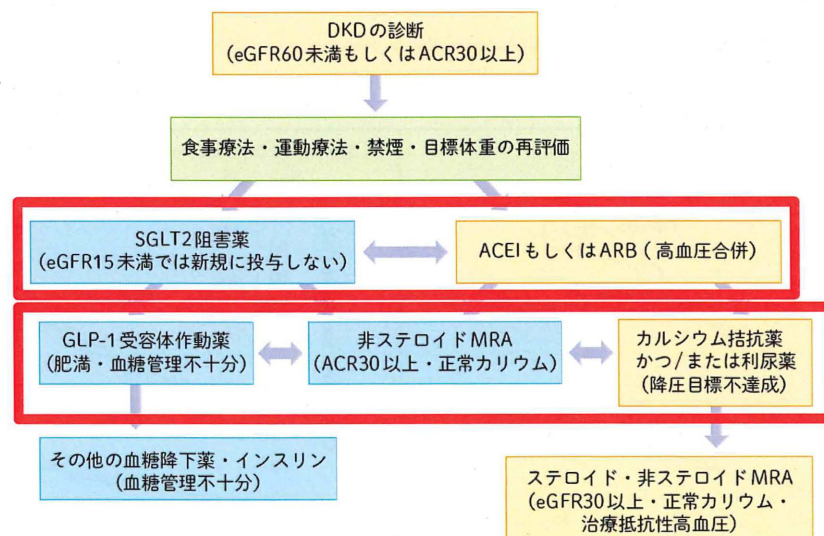 DKDの診断
(eGFR60未満もしくはACR30以上)
食事療法・運動療法・禁煙・目標体重の再評価
SGLT2阻害薬
(eGFR15未満では新規に投与しない)
ACEIもしくはARB(高血圧合併)
GLP-1受容体作動薬
(肥満・血糖管理不十分)
非ステロイドMRA
(ACR30以上・正常カリウム)
カルシウム拮抗薬
かつ/または利尿薬
(降圧目標不達成)
その他の血糖降下薬・インスリン
(血糖管理不十分)
ステロイド・非ステロイドMRA
(eGFR30以上・正常カリウム・
治療抵抗性高血圧)